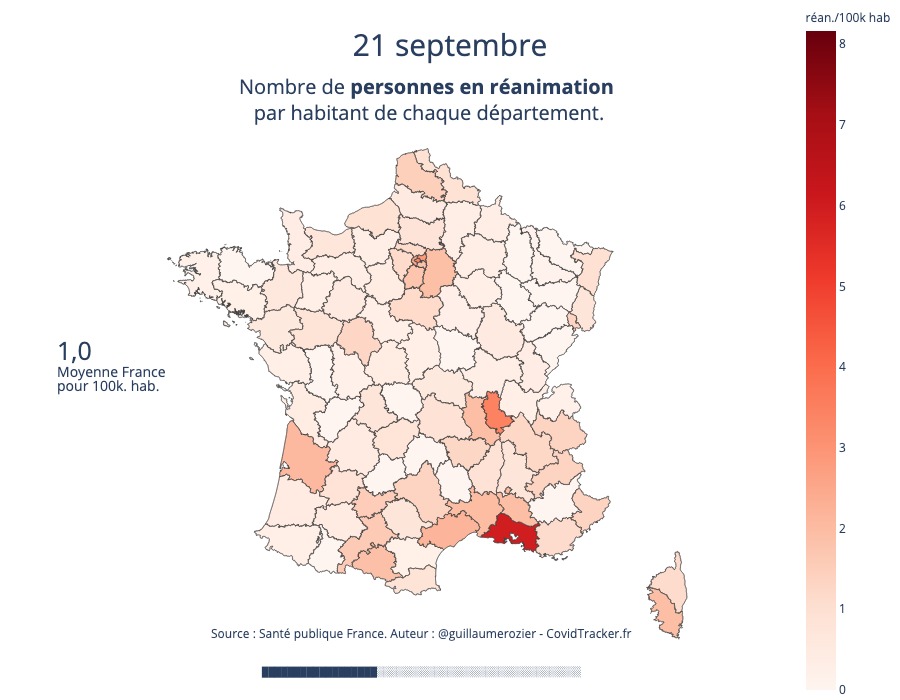 réan./100k hab
21 septembre
Nombre de personnes en réanimation
par habitant de chaque département.
8
7
6
5
4
3
2
1
0
1,0
Moyenne France
pour 100k. hab.
Source : Santé publique France. Auteur : @guillaumerozier - CovidTracker.fr